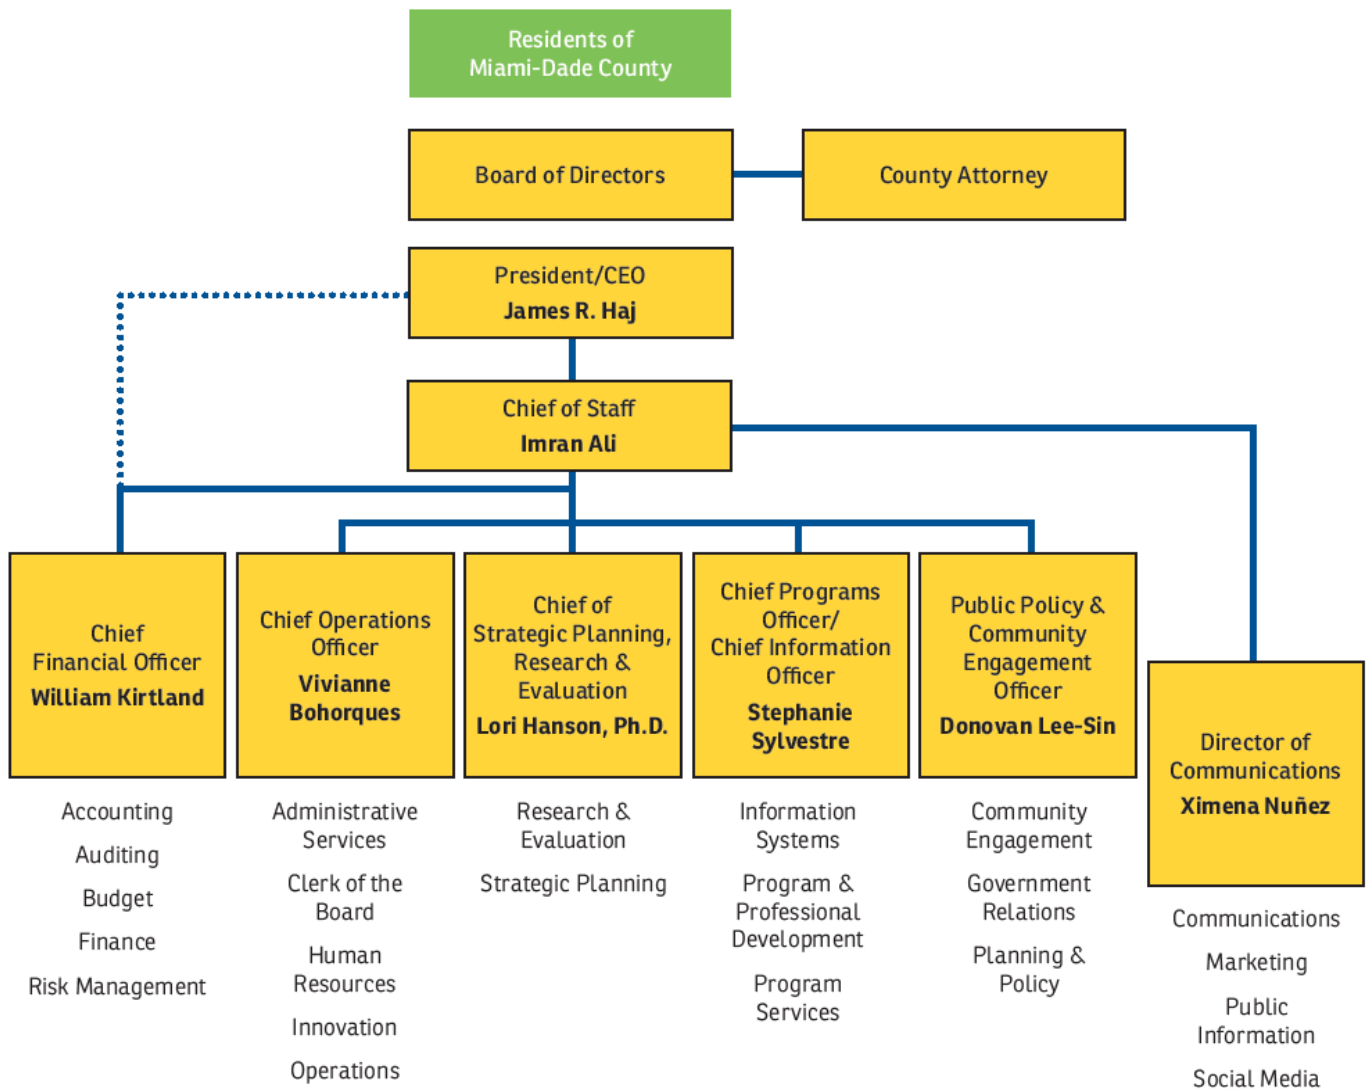 Residents of
Miami-Dade County
Board of Directors
County Attorney
President/CEO
James R. Haj
Chief of Staff
Imran Ali
Chief
Financial Officer
William Kirtland
Accounting
Auditing
Budget
Finance
Risk Management
Chief Operations
Officer
Vivianne
Bohorques
Administrative
Services
Clerk of the
Board
Human
Resources
Innovation
Operations
Chief of
Strategic Planning,
Research &
Evaluation
Lori Hanson, Ph.D.
Research &
Evaluation
Strategic Planning
Chief Programs
Officer/
Chief Information
Officer
Stephanie
Sylvestre
Information
Systems
Program &
Professional
Development
Program
Services
Public Policy &
Community
Engagement
Officer
Donovan Lee-Sin
Community
Engagement
Government
Relations
Planning &
Policy
Director of
Communications
Ximena Nuñez
Communications
Marketing
Public
Information
Social Media